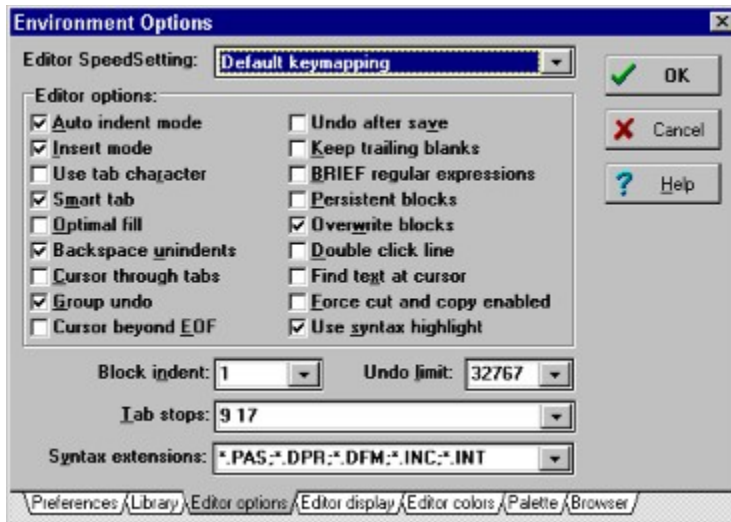 Environment Options
Editor SpeedSetting: Default keymapping
OK
Editor options:
Auto indent mode
Undo after save
Cancel
Insert mode
Keep trailing blanks
Use tab character
BRIEF regular expressions
Help
Smart tab
Persistent blocks
Optimal fill
Overwrite blocks
Backspace unindents
Double click line
Cursor through tabs
Find text at cursor
Group undo
Force cut and copy enabled
Cursor beyond EOF
Use syntax highlight
Block indent: 1 Undo limit: 32767
Tab stops: 9 17
Syntax extensions: *.PAS;*.DPR;*.DFM;*.INC;*.INT
Preferences Library Editor options Editor display Editor colors Palette Browser